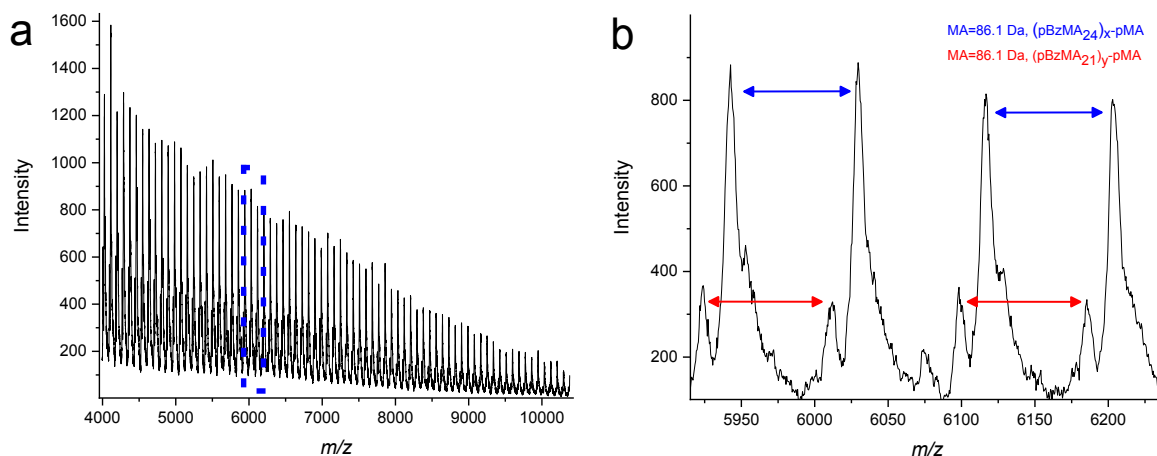 a
1600
1400
1200
1000
800
600
400
200
Intensity
4000 5000 6000 7000 8000 9000 10000
m/z
b
MA=86.1 Da, (pBzMA24)x-pMA
MA=86.1 Da, (pBzMA21)y-pMA
800
600
400
200
Intensity
5950 6000 6050 6100 6150 6200
m/z